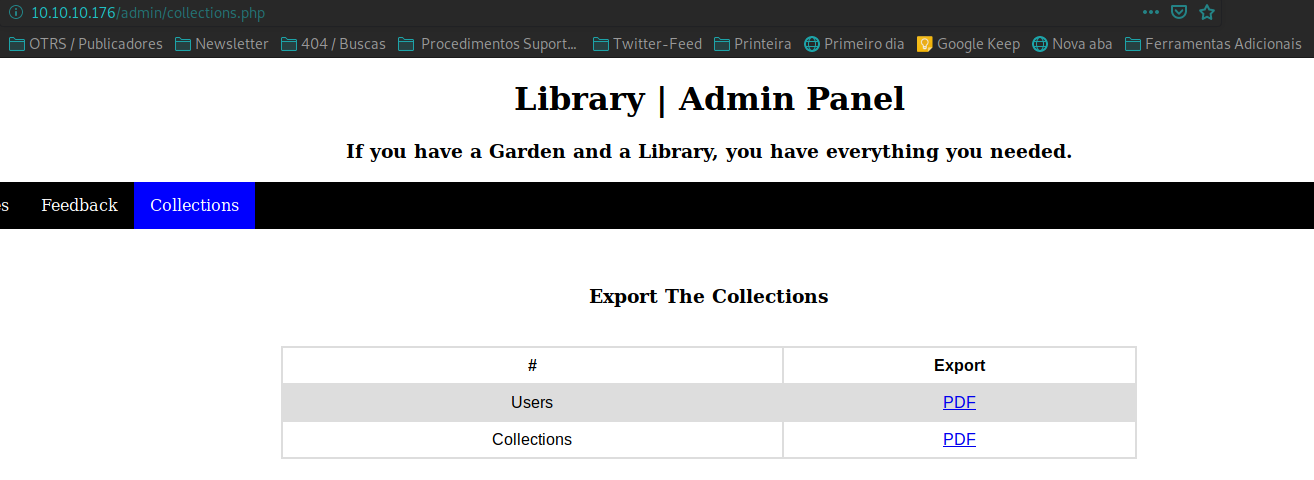 10.10.10.176/admin/collections.php
OTRS / Publicadores Newsletter 404 / Buscas Procedimentos Suport... Twitter-Feed Printeira Primeiro dia Google Keep Nova aba Ferramentas Adicionais
Library | Admin Panel
If you have a Garden and a Library, you have everything you needed.
s Feedback Collections
Export The Collections
# Export
Users PDF
Collections PDF